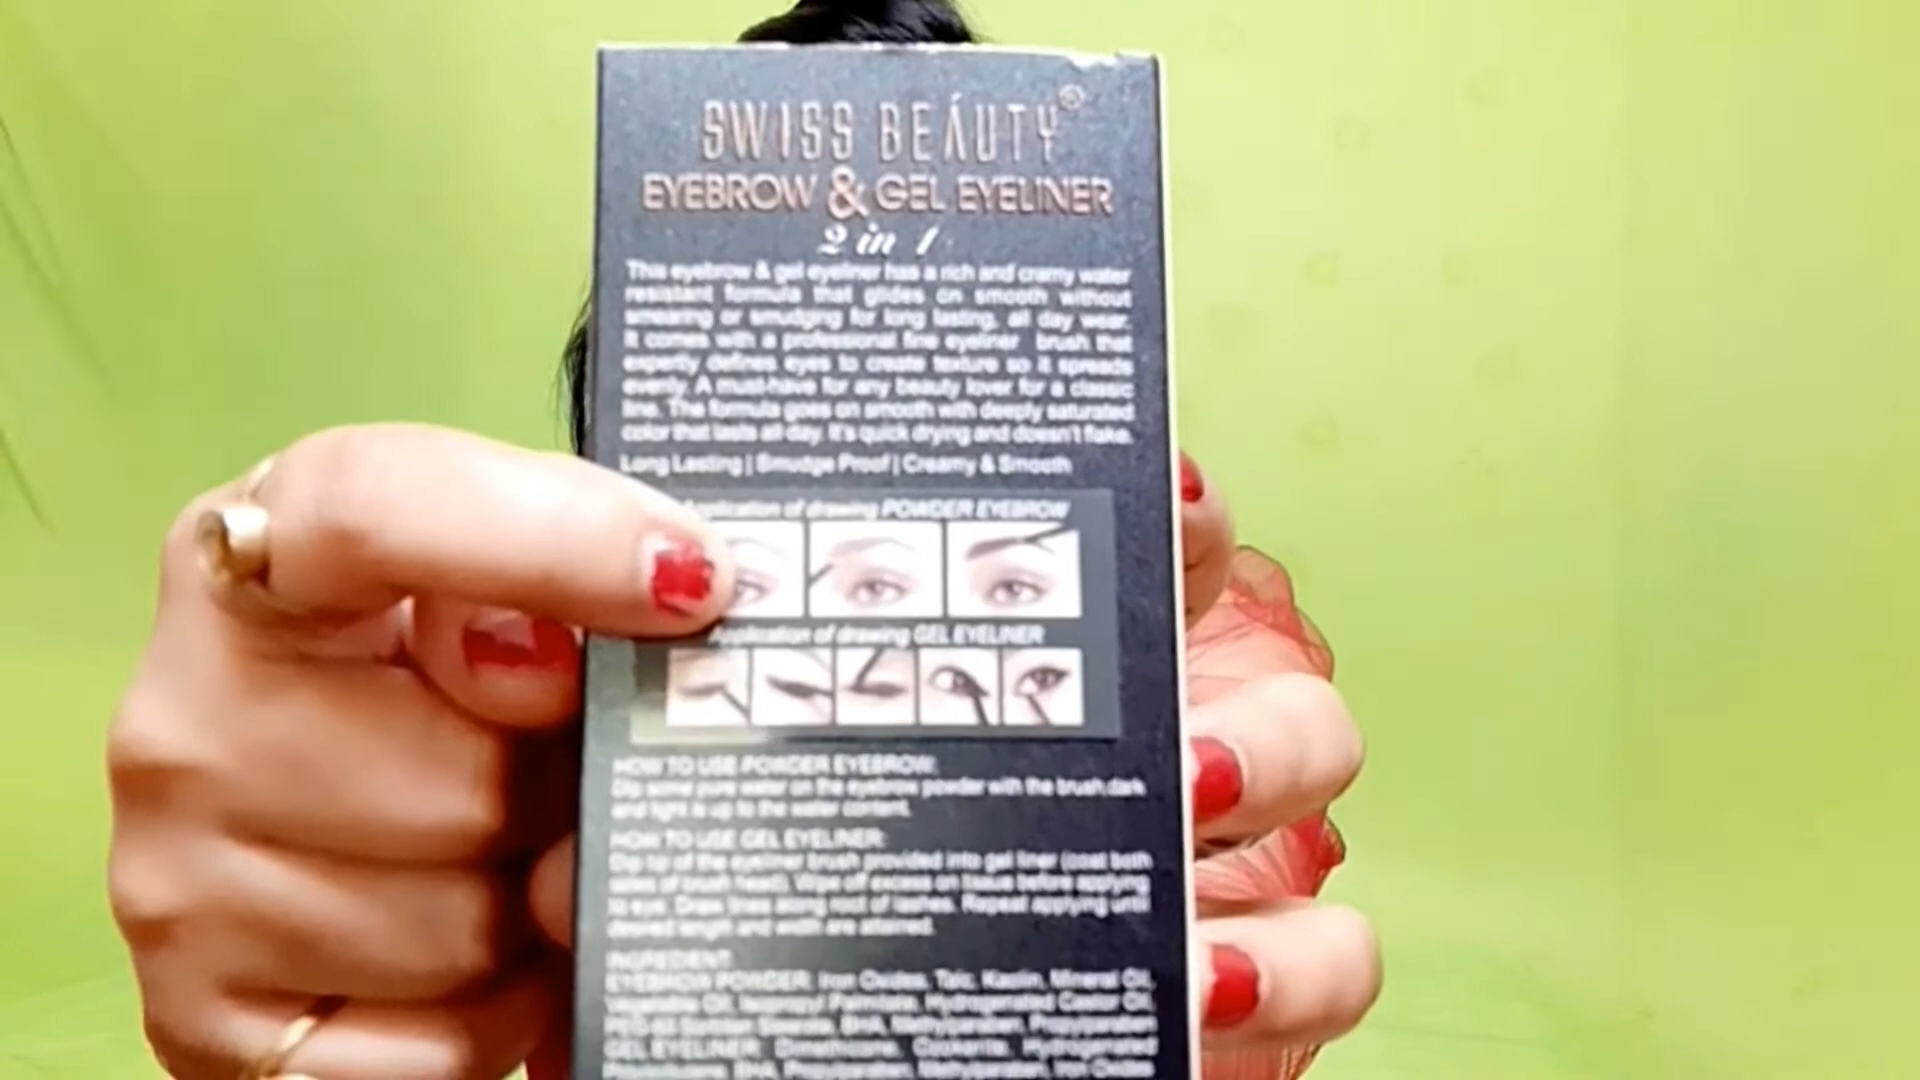 SWISS BEÁUTY®
EYEBROW & GEL EYELINER
2 in 1
This eyebrow & gel eyeliner has a rich and cramy water
resistant formula that glides on smooth without
smearing or smudging for long lasting, all day wear.
It comes with a professional fine eyeliner brush that
expertly defines eyes to create texture so it spreads
evenly. A must-have for any beauty lover for a classic
line. The formula goes on smooth with deeply saturated
color that lasts all day. It's quick drying and doesn't flake.
Long Lasting | Smudge Proof | Creamy & Smooth
Application of drawing POWDER EYEBROW
Application of drawing GEL EYELINER
HOW TO USE POWDER EYEBROW:
Dip some pure water on the eyebrow powder with the brush,dark
and light is up to the water content.
HOW TO USE GEL EYELINER:
Dip tip of the eyeliner brush provided into gel liner (coat both
sides of brush head). Wipe off excess on tissue before applying
to eye. Draw lines along root of lashes. Repeat applying until
desired length and width are attained.
INGREDIENT:
EYEBROW POWDER: Iron Oxides, Talc, Kaolin, Mineral Oil,
Vegetable Oil, Isopropyl Palmitate, Hydrogenated Castor Oil,
Stearate, BHA, Methylparaben, Propylparaben
GEL EYELINER: Dimethicone, Hydrogenated
BHA, Propylparaben, Methylparaben, Iron Oxides